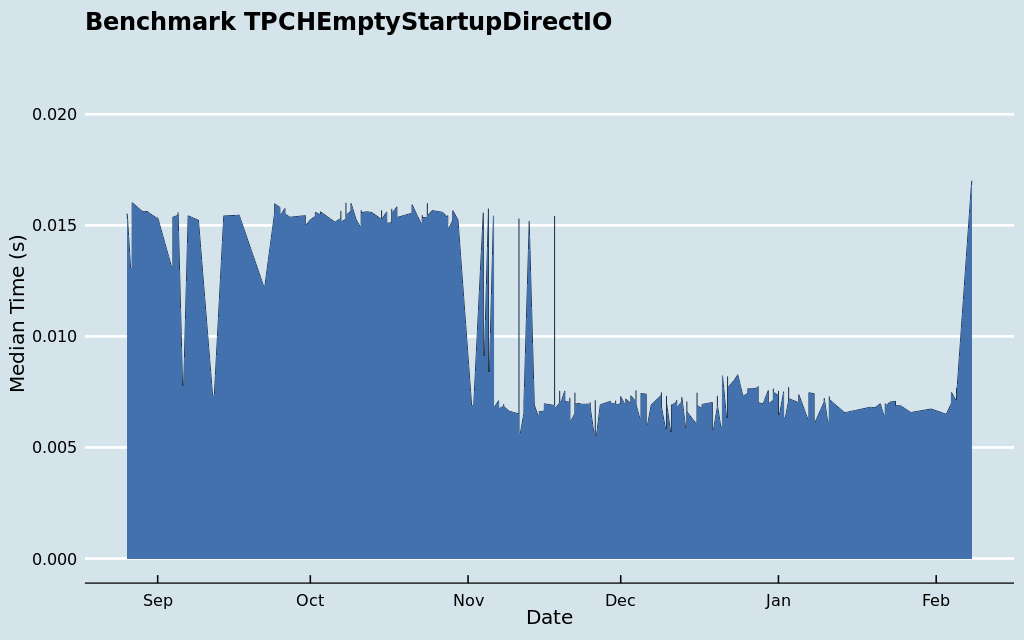 Benchmark TPCHEmptyStartupDirectIO
0.020
0.015
0.010
0.005
0.000
Median Time (s)
Sep Oct Nov Dec Jan Feb
Date